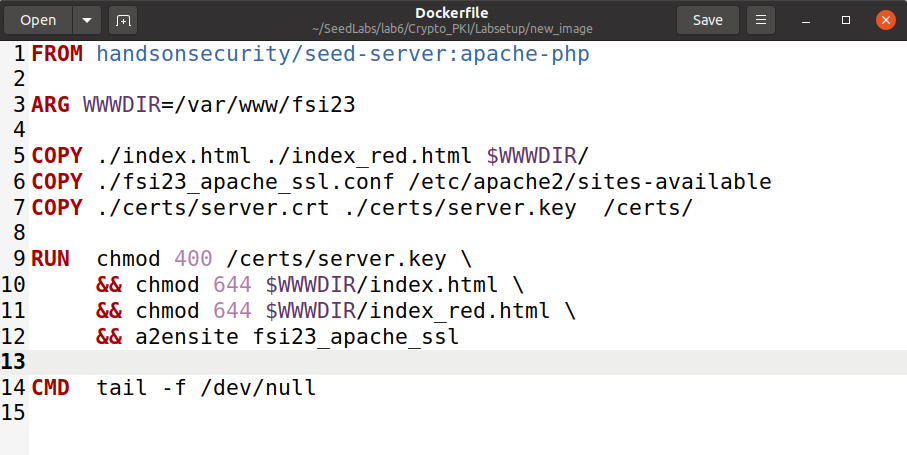 Open Dockerfile Save
~/SeedLabs/lab6/Crypto_PKI/Labsetup/new_image
1 FROM handsonsecurity/seed-server:apache-php
2
3 ARG WWWDIR=/var/www/fsi23
4
5 COPY ./index.html ./index_red.html $WWWDIR/
6 COPY ./fsi23_apache_ssl.conf /etc/apache2/sites-available
7 COPY ./certs/server.crt ./certs/server.key  /certs/
8
9 RUN  chmod 400 /certs/server.key \
10      && chmod 644 $WWWDIR/index.html \
11      && chmod 644 $WWWDIR/index_red.html \
12      && a2ensite fsi23_apache_ssl
13
14 CMD  tail -f /dev/null
15